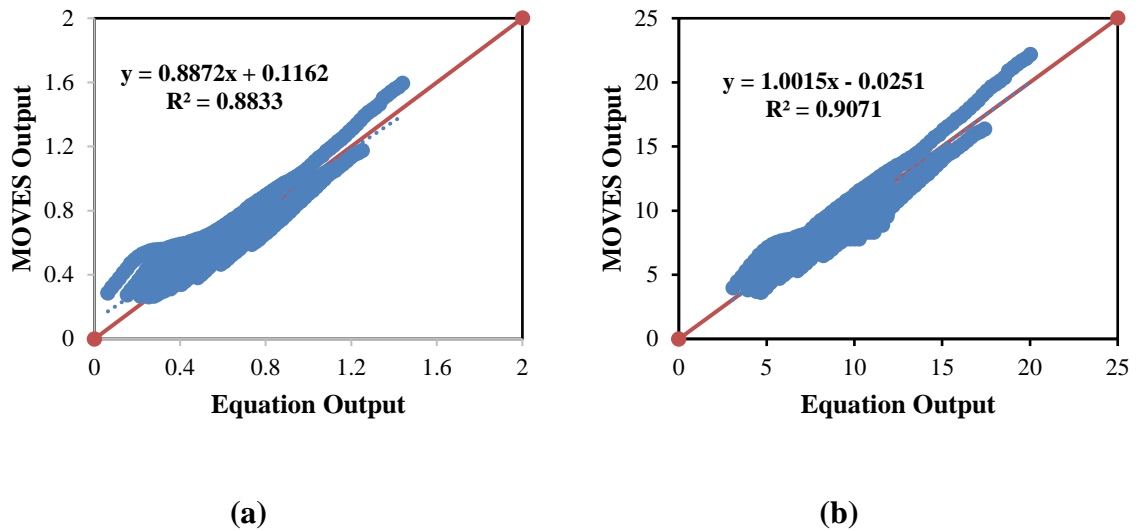 2
1.6
1.2
0.8
0.4
0
MOVES Output
y = 0.8872x + 0.1162
R² = 0.8833
0 0.4 0.8 1.2 1.6 2
Equation Output
(a)
25
20
15
10
5
0
MOVES Output
y = 1.0015x - 0.0251
R² = 0.9071
0 5 10 15 20 25
Equation Output
(b)